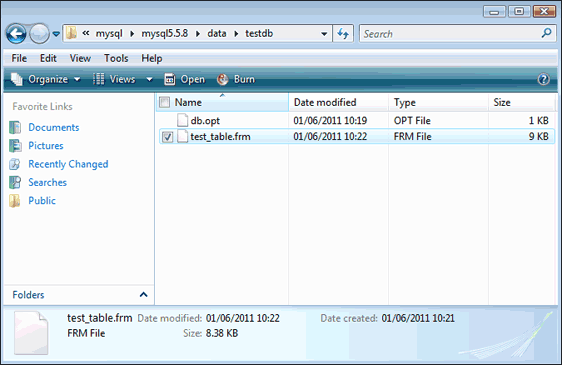 « mysql ▸ mysql5.5.8 ▸ data ▸ testdb Search
File Edit View Tools Help
Organize Views Open Burn
Favorite Links
Documents
Pictures
Recently Changed
Searches
Public
Folders
Name Date modified Type Size
db.opt 01/06/2011 10:19 OPT File 1 KB
test_table.frm 01/06/2011 10:22 FRM File 9 KB
test_table.frm Date modified: 01/06/2011 10:22 Date created: 01/06/2011 10:21
FRM File Size: 8.38 KB